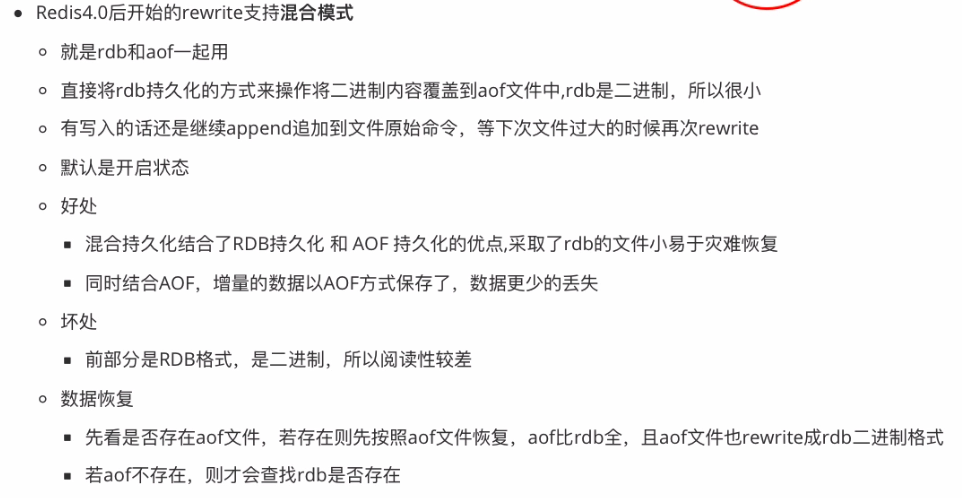 Redis4.0后开始的rewrite支持混合模式
就是rdb和aof一起用
直接将rdb持久化的方式来操作将二进制内容覆盖到aof文件中,rdb是二进制，所以很小
有写入的话还是继续append追加到文件原始命令，等下次文件过大的时候再次rewrite
默认是开启状态
好处
混合持久化结合了RDB持久化 和 AOF 持久化的优点,采取了rdb的文件小易于灾难恢复
同时结合AOF，增量的数据以AOF方式保存了，数据更少的丢失
坏处
前部分是RDB格式，是二进制，所以阅读性较差
数据恢复
先看是否存在aof文件，若存在则先按照aof文件恢复，aof比rdb全，且aof文件也rewrite成rdb二进制格式
若aof不存在，则才会查找rdb是否存在